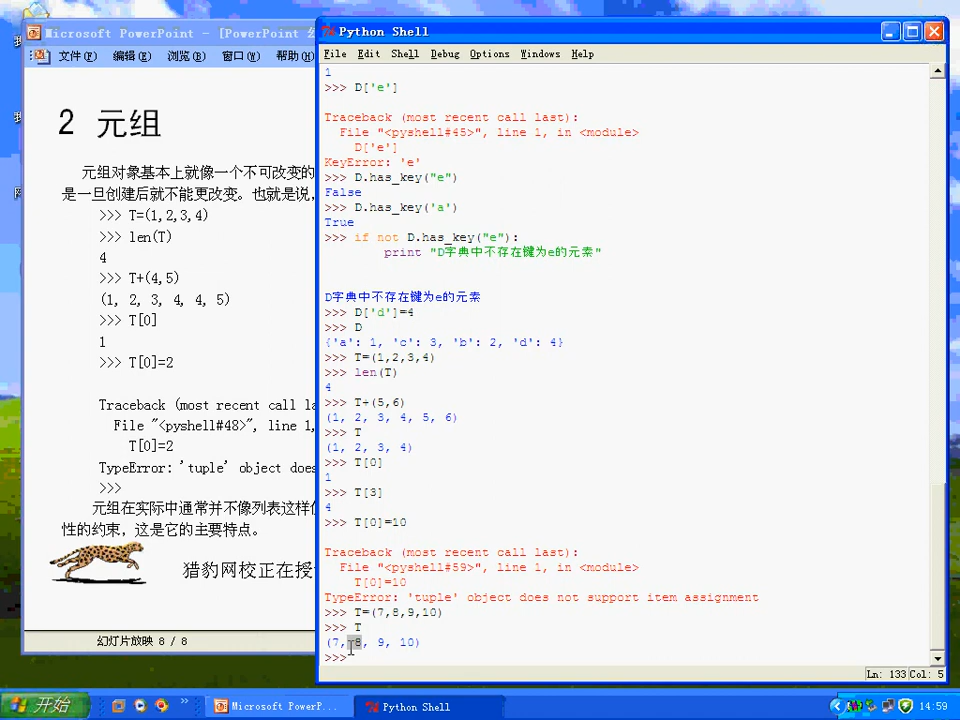 Microsoft PowerPoint - [PowerPoint
文件(F) 编辑(E) 浏览(B) 窗口(W) 帮助(H)
2 元组
元组对象基本上就像一个不可改变的
是一旦创建后就不能更改变。也就是说，
>>> T=(1,2,3,4)
>>> len(T)
4
>>> T+(4,5)
(1, 2, 3, 4, 4, 5)
>>> T[0]
1
>>> T[0]=2
Traceback (most recent call la
File "<pyshell#48>", line 1,
T[0]=2
TypeError: 'tuple' object does
>>>
元组在实际中通常并不像列表这样
性的约束，这是它的主要特点。
猎豹网校正在授
幻灯片放映 8 / 8
Python Shell
File Edit Shell Debug Options Windows Help
1
>>> D['e']
Traceback (most recent call last):
File "<pyshell#45>", line 1, in <module>
D['e']
KeyError: 'e'
>>> D.has_key("e")
False
>>> D.has_key('a')
True
>>> if not D.has_key("e"):
print "D字典中不存在键为e的元素"
D字典中不存在键为e的元素
>>> D['d']=4
>>> D
{'a': 1, 'c': 3, 'b': 2, 'd': 4}
>>> T=(1,2,3,4)
>>> len(T)
4
>>> T+(5,6)
(1, 2, 3, 4, 5, 6)
>>> T
(1, 2, 3, 4)
>>> T[0]
1
>>> T[3]
4
>>> T[0]=10
Traceback (most recent call last):
File "<pyshell#59>", line 1, in <module>
T[0]=10
TypeError: 'tuple' object does not support item assignment
>>> T=(7,8,9,10)
>>> T
(7, 8, 9, 10)
>>>
Ln: 133 Col: 5
开始 Microsoft PowerP... Python Shell 14:59